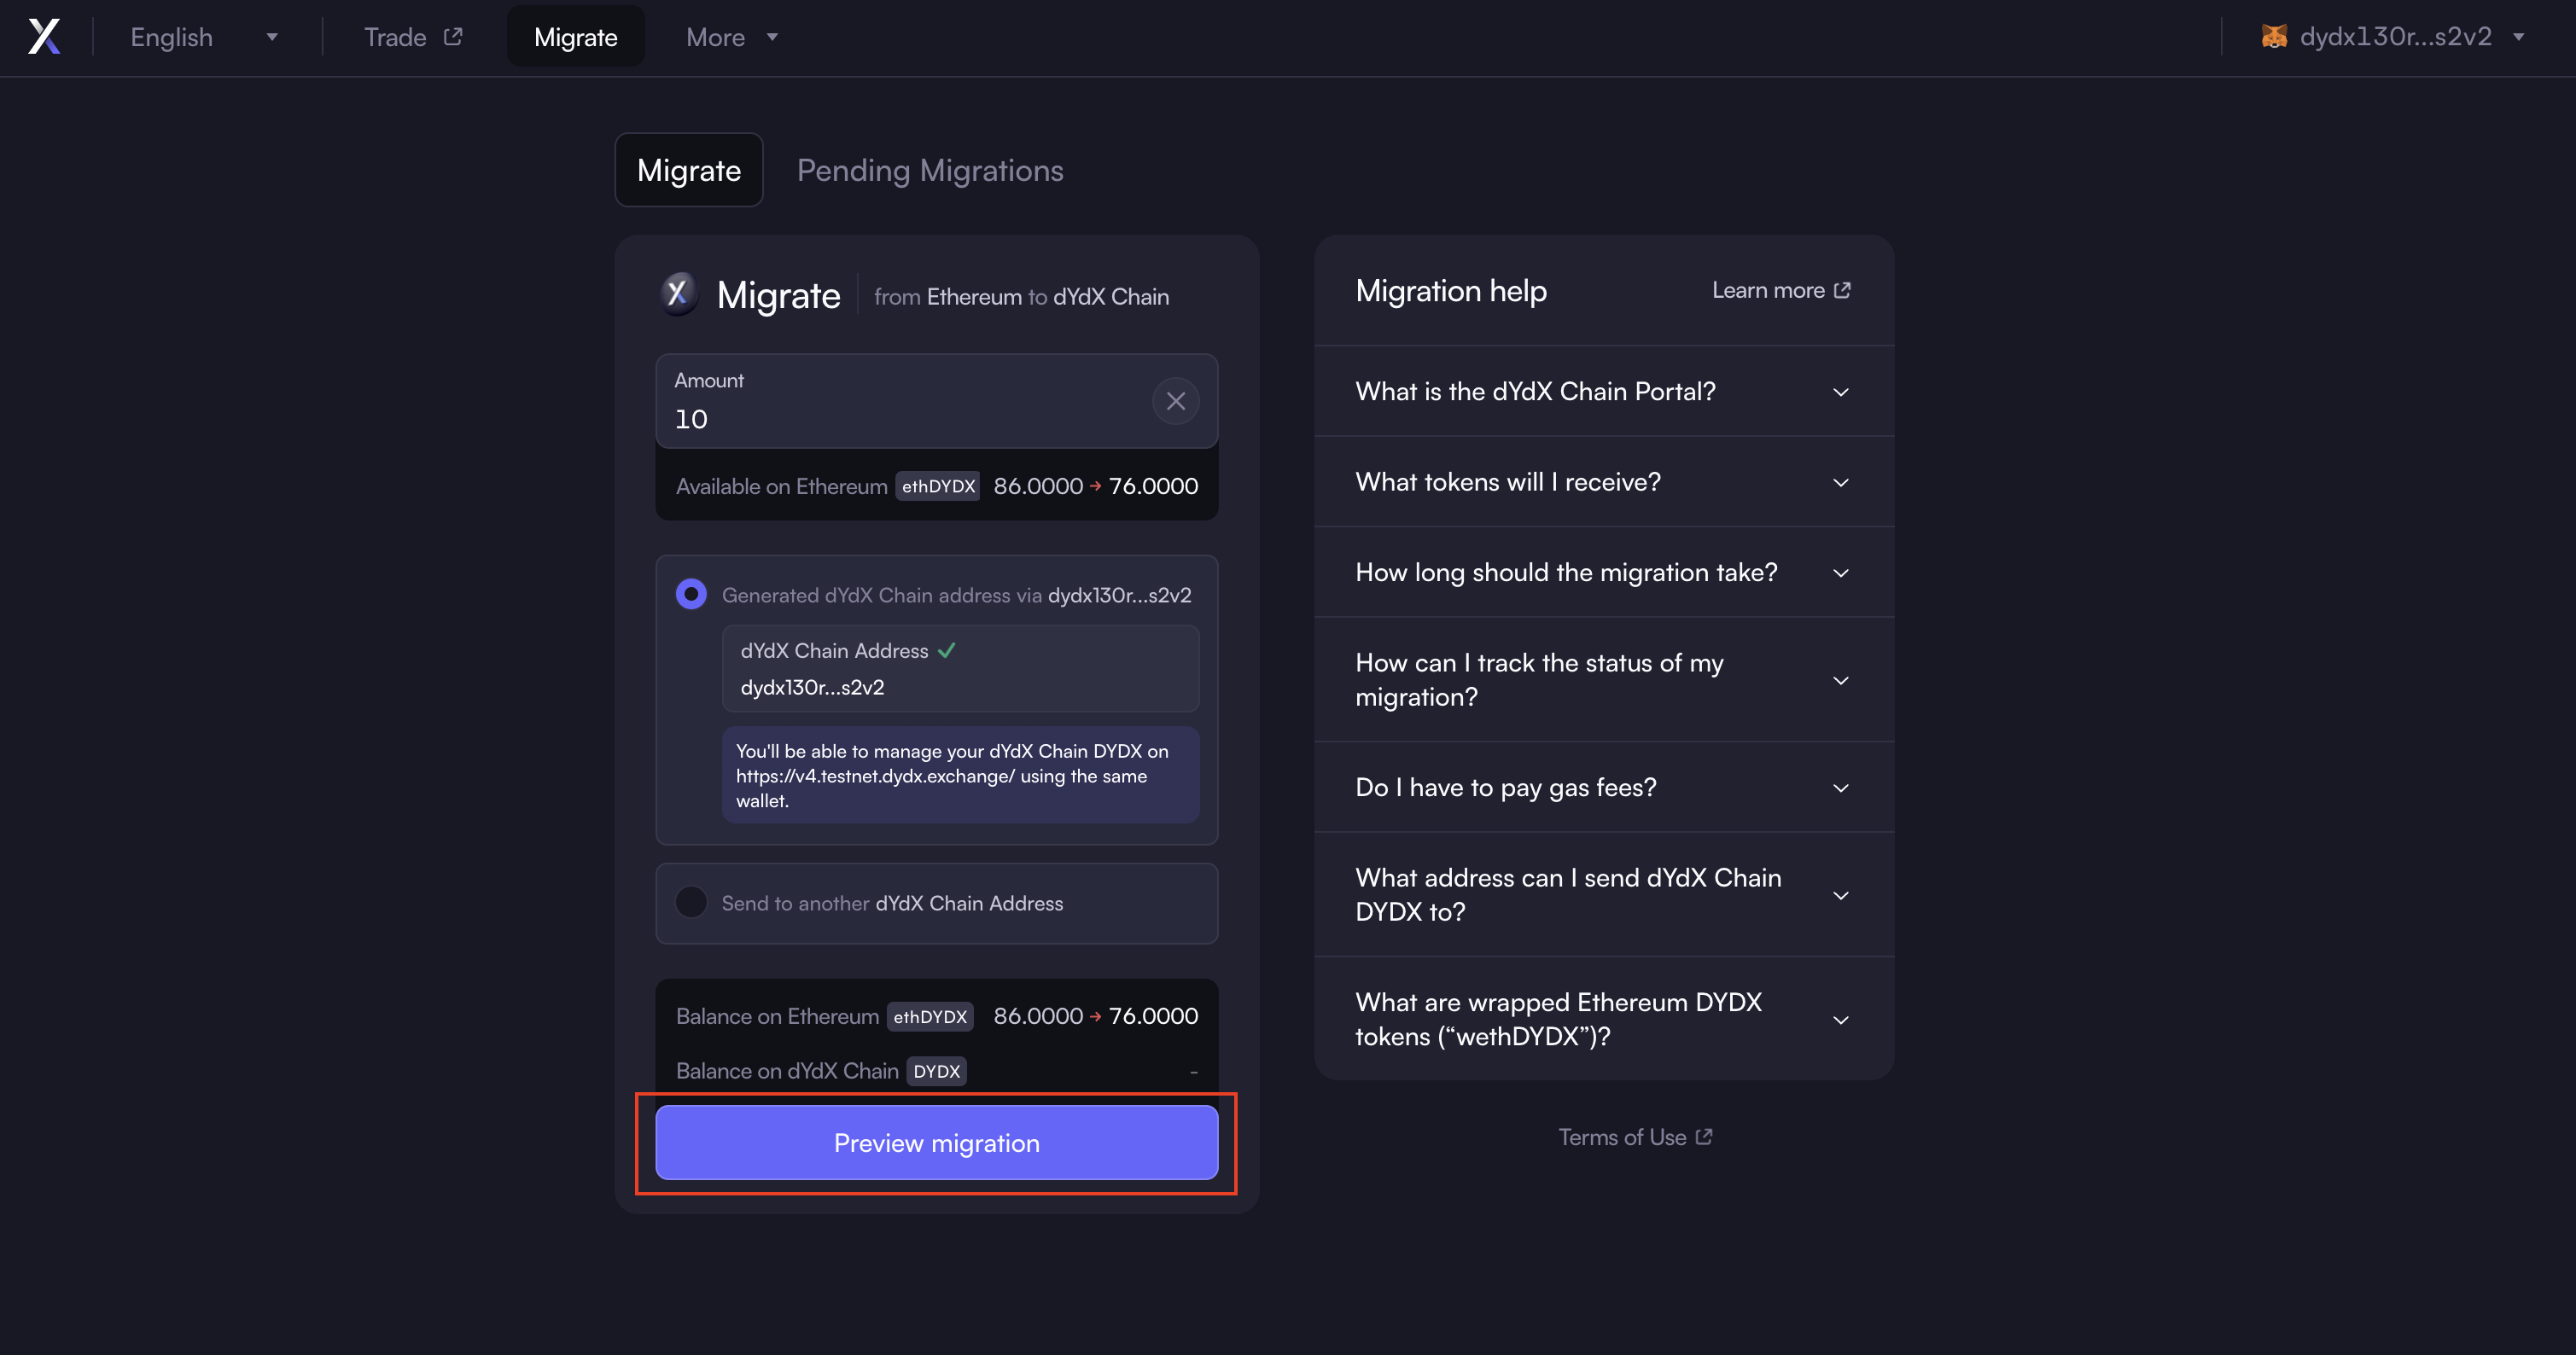 English
Trade
Migrate
More
dydx130r...s2v2
Migrate
Pending Migrations
Migrate
from Ethereum to dYdX Chain
Amount
10
Available on Ethereum ethDYDX 86.0000 → 76.0000
Generated dYdX Chain address via dydx130r...s2v2
dYdX Chain Address ✓
dydx130r...s2v2
You'll be able to manage your dYdX Chain DYDX on
https://v4.testnet.dydx.exchange/ using the same
wallet.
Send to another dYdX Chain Address
Balance on Ethereum ethDYDX 86.0000 → 76.0000
Balance on dYdX Chain DYDX -
Preview migration
Migration help
Learn more
What is the dYdX Chain Portal?
What tokens will I receive?
How long should the migration take?
How can I track the status of my
migration?
Do I have to pay gas fees?
What address can I send dYdX Chain
DYDX to?
What are wrapped Ethereum DYDX
tokens (“wethDYDX”)?
Terms of Use